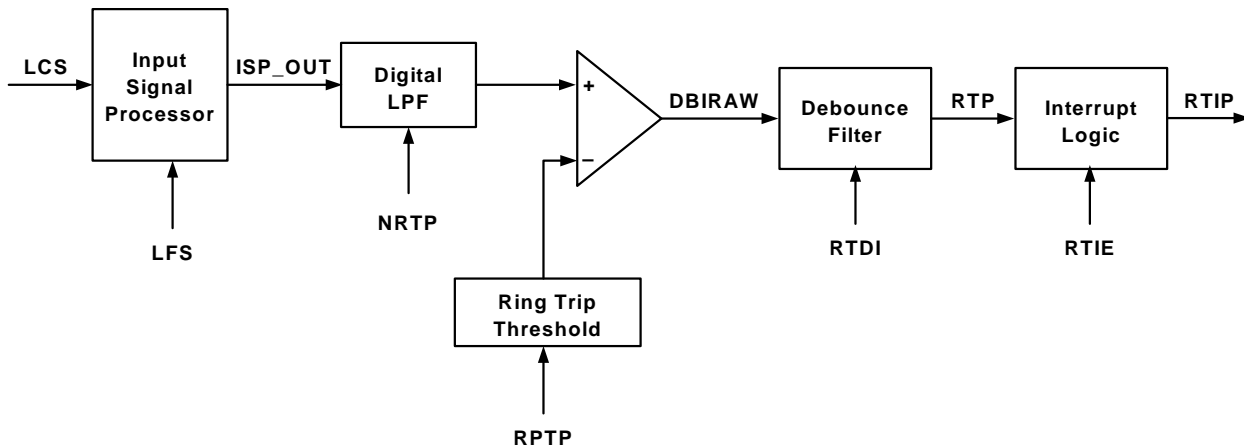 LCS
Input
Signal
Processor
ISP_OUT
Digital
LPF
+
–
DBIRAW
Debounce
Filter
RTP
Interrupt
Logic
RTIP
LFS
NRTP
RTDI
RTIE
Ring Trip
Threshold
RPTP